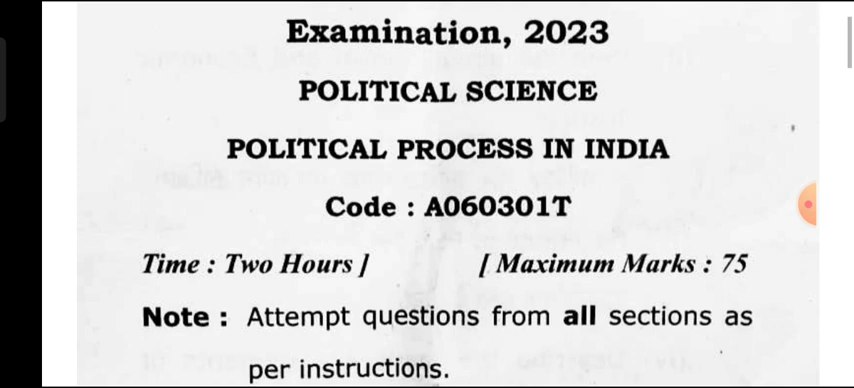 Examination, 2023
POLITICAL SCIENCE
POLITICAL PROCESS IN INDIA
Code : A060301T
Time : Two Hours ] [ Maximum Marks : 75
Note : Attempt questions from all sections as
per instructions.